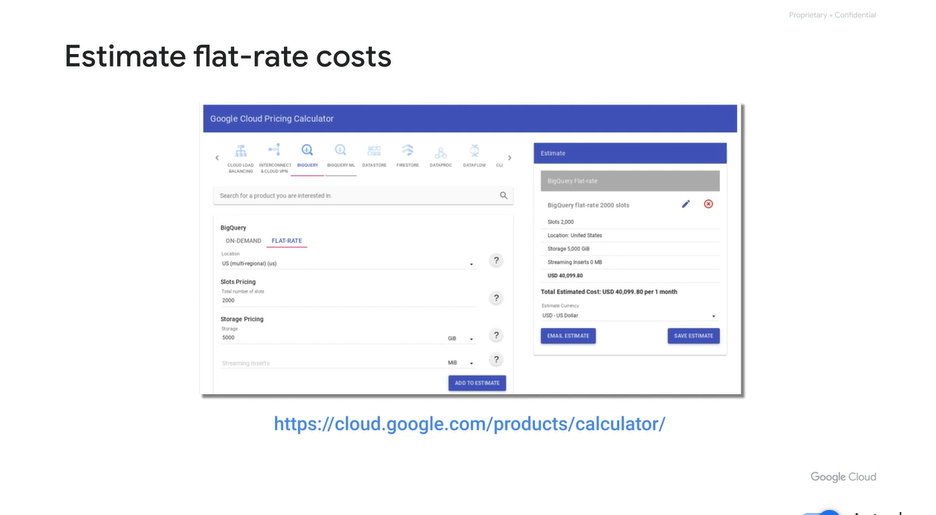 Proprietary + Confidential
Estimate flat-rate costs
Google Cloud Pricing Calculator
CLOUD LOAD BALANCING
INTERCONNECT & CLOUD VPN
BIGQUERY
BIGQUERY ML
DATASTORE
FIRESTORE
DATAPROC
DATAFLOW
Search for a product you are interested in.
BigQuery
ON-DEMAND FLAT-RATE
Location
US (multi-regional) (us)
?
Slots Pricing
Total number of slots
2000
?
Storage Pricing
Storage
5000 GiB
?
Streaming Inserts MiB
?
ADD TO ESTIMATE
Estimate
BigQuery Flat-rate
BigQuery flat-rate 2000 slots
Slots 2,000
Location: United States
Storage 5,000 GiB
Streaming Inserts 0 MB
USD 40,099.80
Total Estimated Cost: USD 40,099.80 per 1 month
Estimate Currency
USD - US Dollar
EMAIL ESTIMATE SAVE ESTIMATE
https://cloud.google.com/products/calculator/
Google Cloud